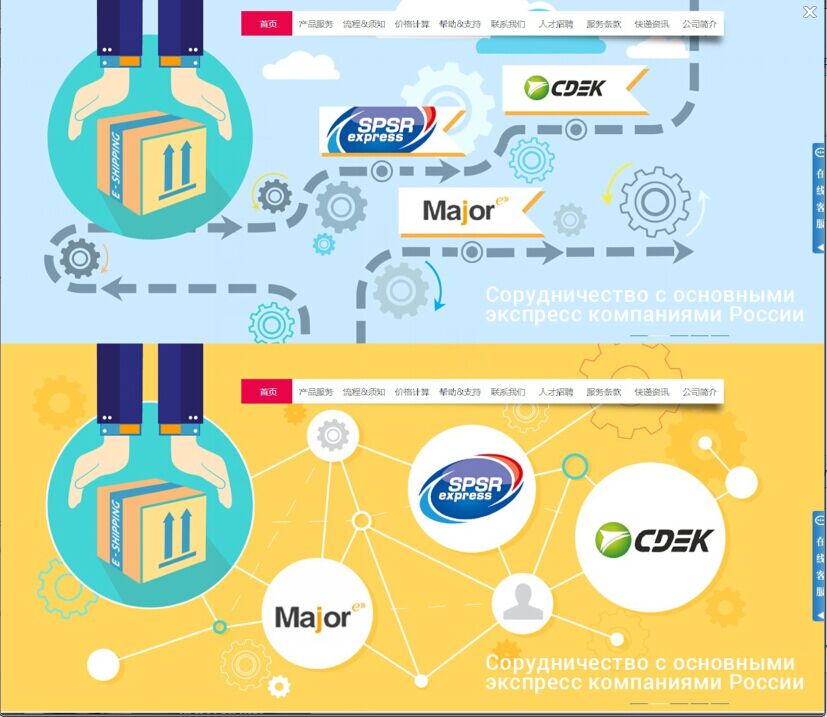 首页 产品服务 流程&须知 价格计算 帮助&支持 联系我们 人才招聘 服务条款 快递资讯 公司简介
CDEK
SPSR
express
E-SHIPPING
在线客服
Major e»
Сорудничество с основными
экспресс компаниями России
首页 产品服务 流程&须知 价格计算 帮助&支持 联系我们 人才招聘 服务条款 快递资讯 公司简介
SPSR
express
E-SHIPPING
CDEK
在线客服
Major e»
Сорудничество с основными
экспресс компаниями России